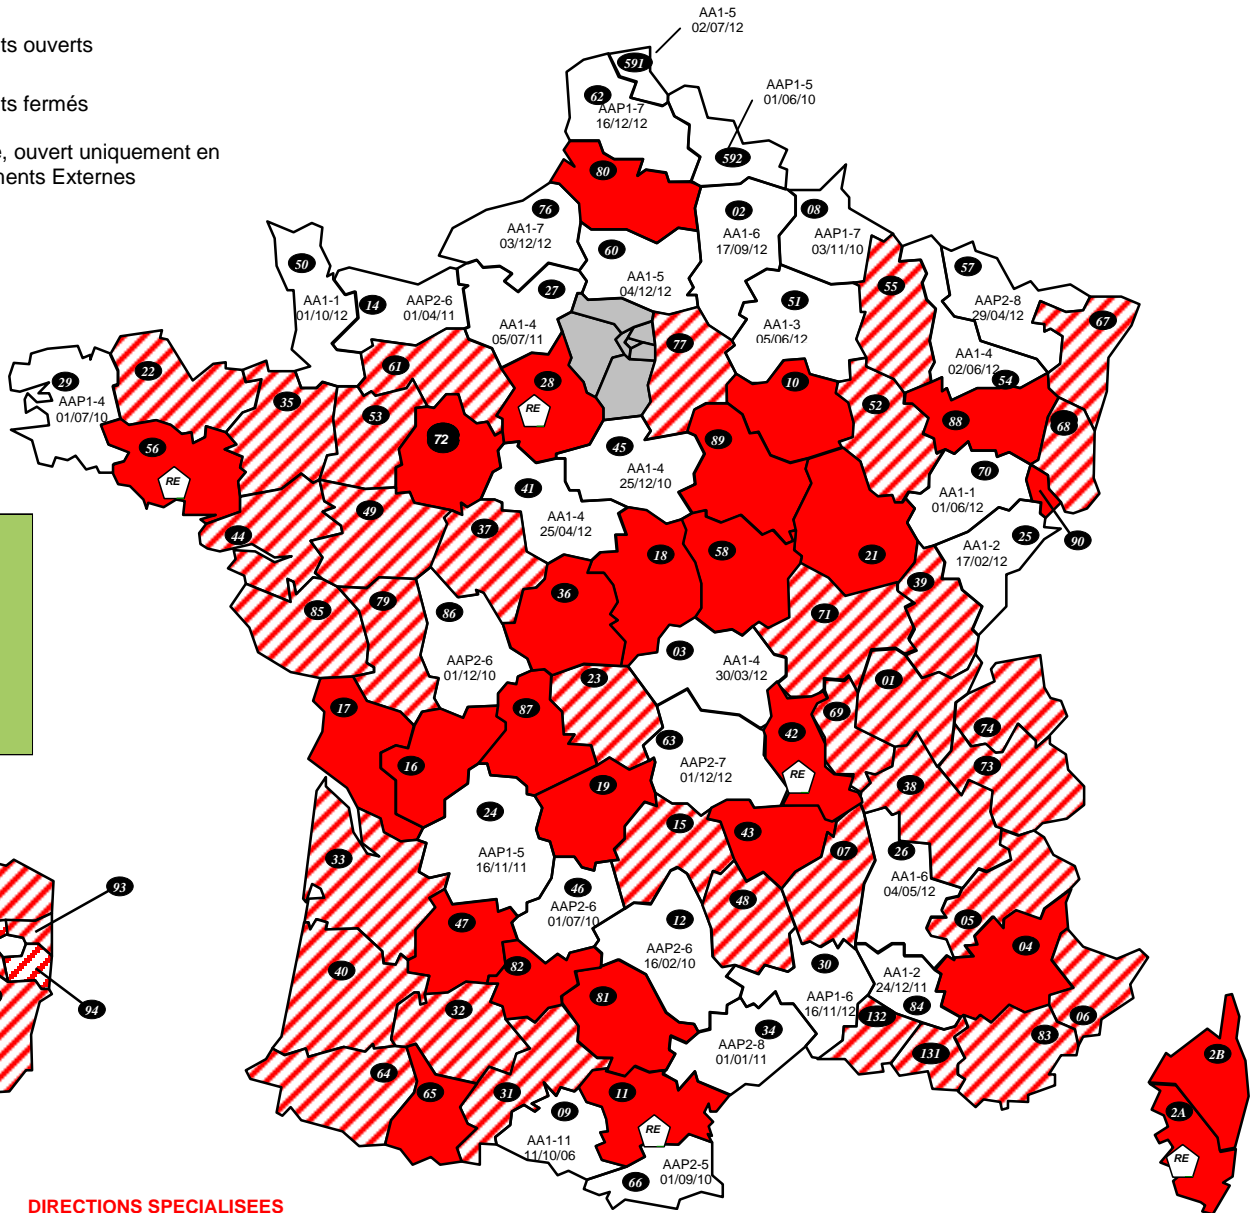 AA1-5
02/07/12
ts ouverts
591
AAP1-5
01/06/10
62
AAP1-7
16/12/12
ts fermés
, ouvert uniquement en
ments Externes
592
80
76
AA1-7
03/12/12
02
AA1-6
17/09/12
08
AAP1-7
03/11/10
60
AA1-5
04/12/12
50
AA1-1
01/10/12
14
AAP2-6
01/04/11
27
AA1-4
05/07/11
51
AA1-3
05/06/12
55
57
AAP2-8
29/04/12
67
AA1-4
02/06/12
54
77
61
22
29
AAP1-4
01/07/10
35
53
28
RE
10
52
88
68
72
56
RE
45
AA1-4
25/12/10
89
70
AA1-1
01/06/12
41
AA1-4
25/04/12
44
49
37
18
58
21
25
AA1-2
17/02/12
90
39
36
85
79
86
AAP2-6
01/12/10
71
03
AA1-4
30/03/12
23
01
17
87
69
74
42
RE
63
AAP2-7
01/12/12
73
16
19
38
24
AAP1-5
16/11/11
15
43
33
07
26
AA1-6
04/05/12
46
AAP2-6
01/07/10
93
48
12
AAP2-6
16/02/10
05
47
04
40
82
30
AAP1-6
16/11/12
AA1-2
24/12/11
84
81
94
32
132
06
34
AAP2-8
01/01/11
83
131
2B
64
65
31
11
RE
09
AA1-11
11/10/06
2A
RE
AAP2-5
01/09/10
66
DIRECTIONS SPECIALISEES